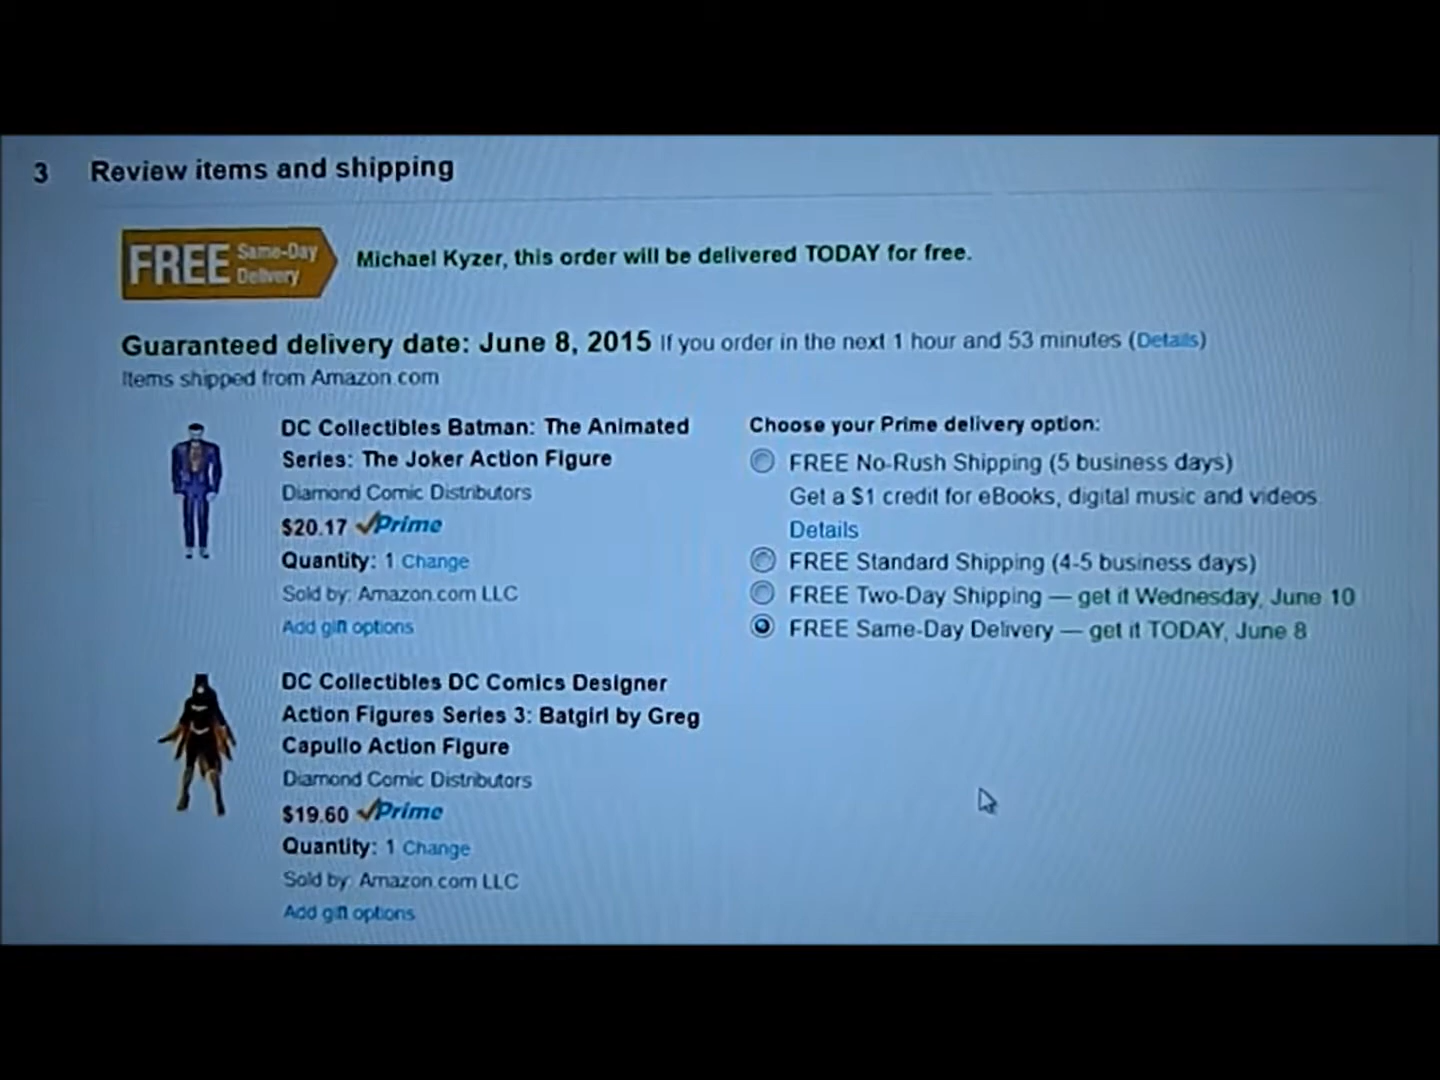 3 Review items and shipping
FREE Same-Day Delivery
Michael Kyzer, this order will be delivered TODAY for free.
Guaranteed delivery date: June 8, 2015 If you order in the next 1 hour and 53 minutes (Details)
Items shipped from Amazon.com
DC Collectibles Batman: The Animated
Series: The Joker Action Figure
Diamond Comic Distributors
$20.17 Prime
Quantity: 1 Change
Sold by: Amazon.com LLC
Add gift options
DC Collectibles DC Comics Designer
Action Figures Series 3: Batgirl by Greg
Capullo Action Figure
Diamond Comic Distributors
$19.60 Prime
Quantity: 1 Change
Sold by: Amazon.com LLC
Add gift options
Choose your Prime delivery option:
FREE No-Rush Shipping (5 business days)
Get a $1 credit for eBooks, digital music and videos.
Details
FREE Standard Shipping (4-5 business days)
FREE Two-Day Shipping — get it Wednesday, June 10
FREE Same-Day Delivery — get it TODAY, June 8